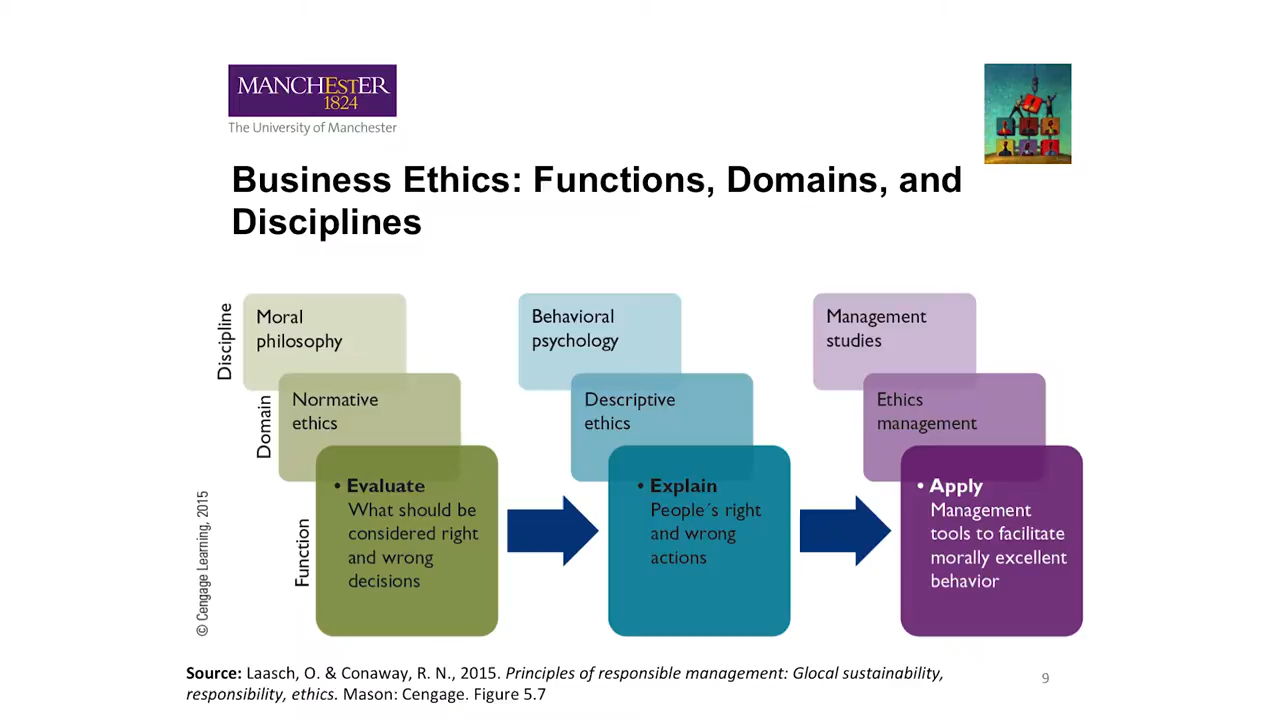 MANCHESTER
1824
The University of Manchester
Business Ethics: Functions, Domains, and
Disciplines
Discipline
Moral
philosophy
Behavioral
psychology
Management
studies
Domain
Normative
ethics
Descriptive
ethics
Ethics
management
Function
• Evaluate
What should be
considered right
and wrong
decisions
• Explain
People´s right
and wrong
actions
• Apply
Management
tools to facilitate
morally excellent
behavior
© Cengage Learning, 2015
Source: Laasch, O. & Conaway, R. N., 2015. Principles of responsible management: Glocal sustainability,
responsibility, ethics. Mason: Cengage. Figure 5.7
9